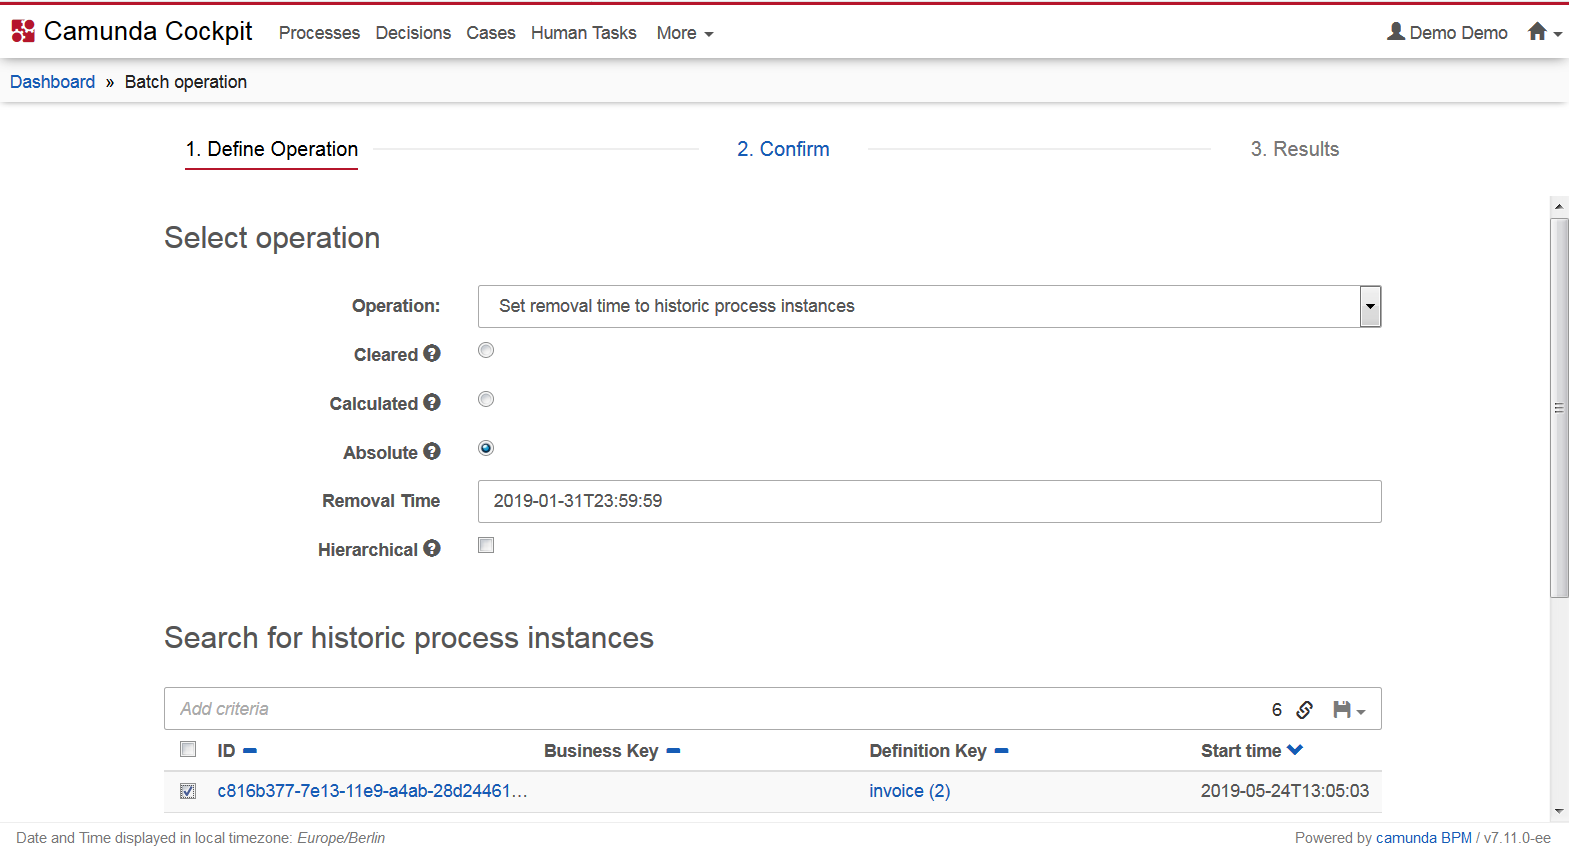 Camunda Cockpit Processes Decisions Cases Human Tasks More Demo Demo
Dashboard » Batch operation
1. Define Operation 2. Confirm 3. Results
Select operation
Operation: Set removal time to historic process instances
Cleared
Calculated
Absolute
Removal Time 2019-01-31T23:59:59
Hierarchical
Search for historic process instances
Add criteria 6
ID Business Key Definition Key Start time
c816b377-7e13-11e9-a4ab-28d24461... invoice (2) 2019-05-24T13:05:03
Date and Time displayed in local timezone: Europe/Berlin Powered by camunda BPM / v7.11.0-ee